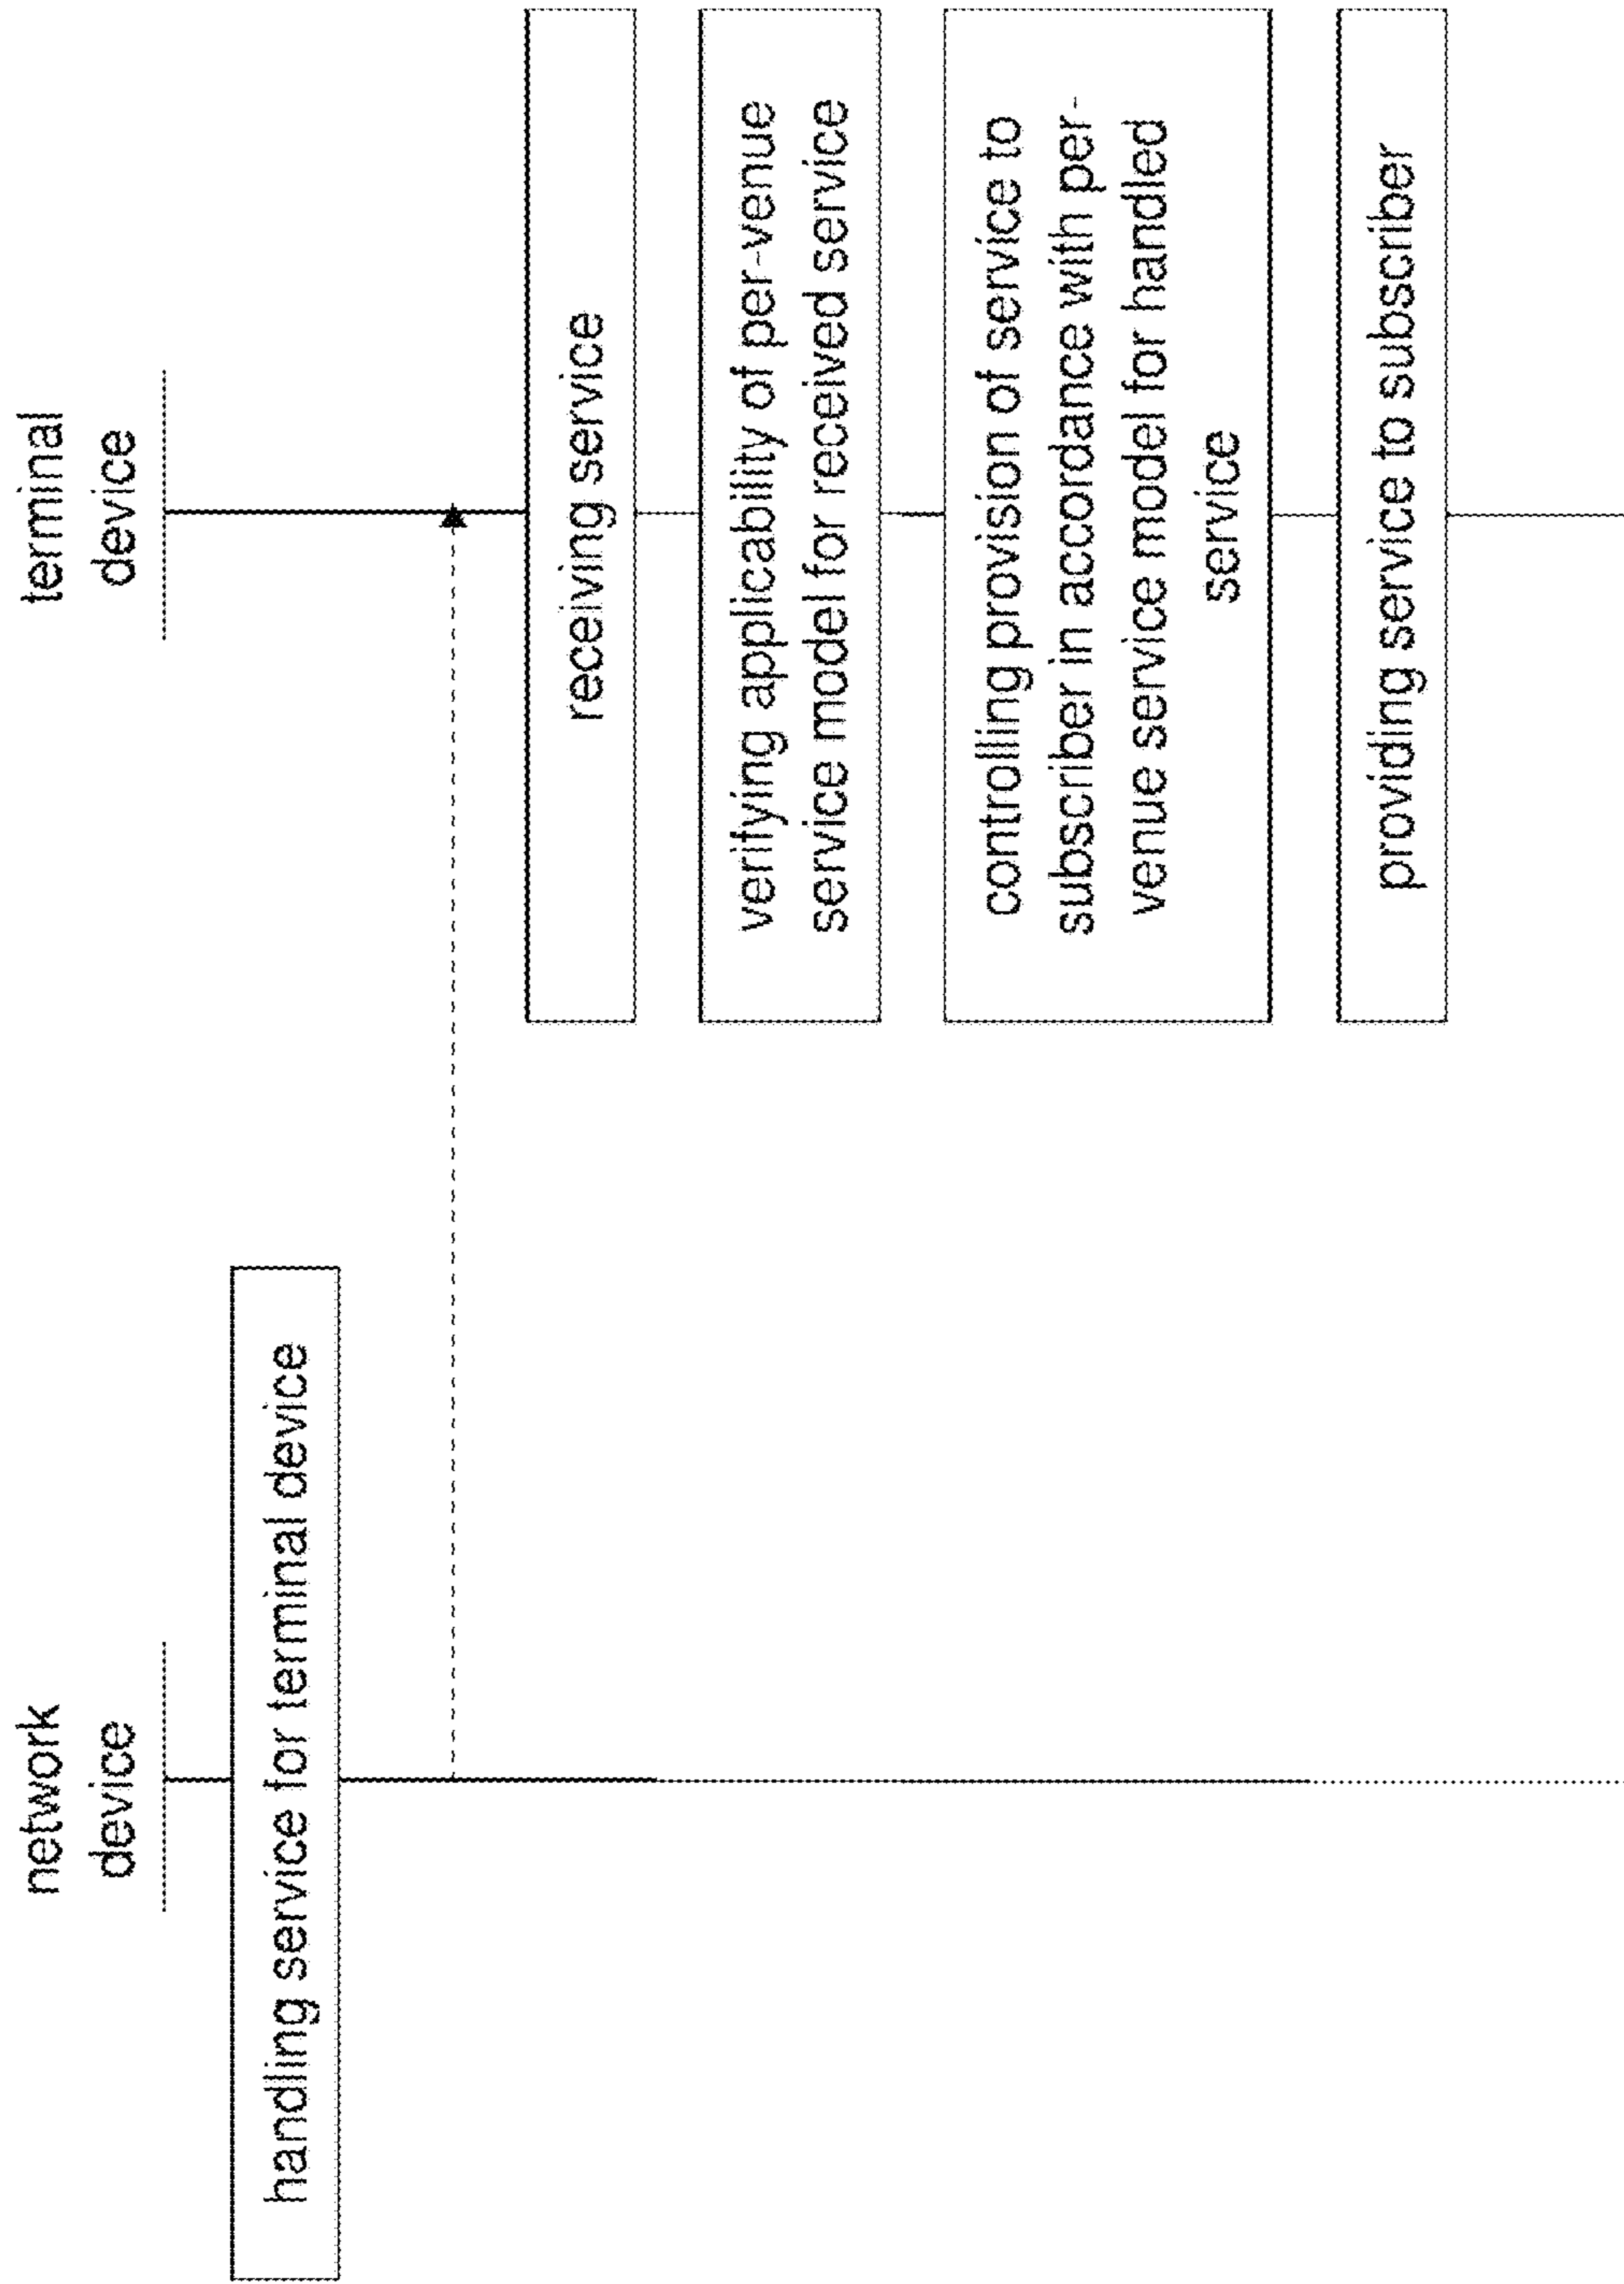 network
device
terminal
device
handling service for terminal device
receiving service
verifying applicability of per-venue
service model for received service
controlling provision of service to
subscriber in accordance with per-
venue service model for handled
service
providing service to subscriber